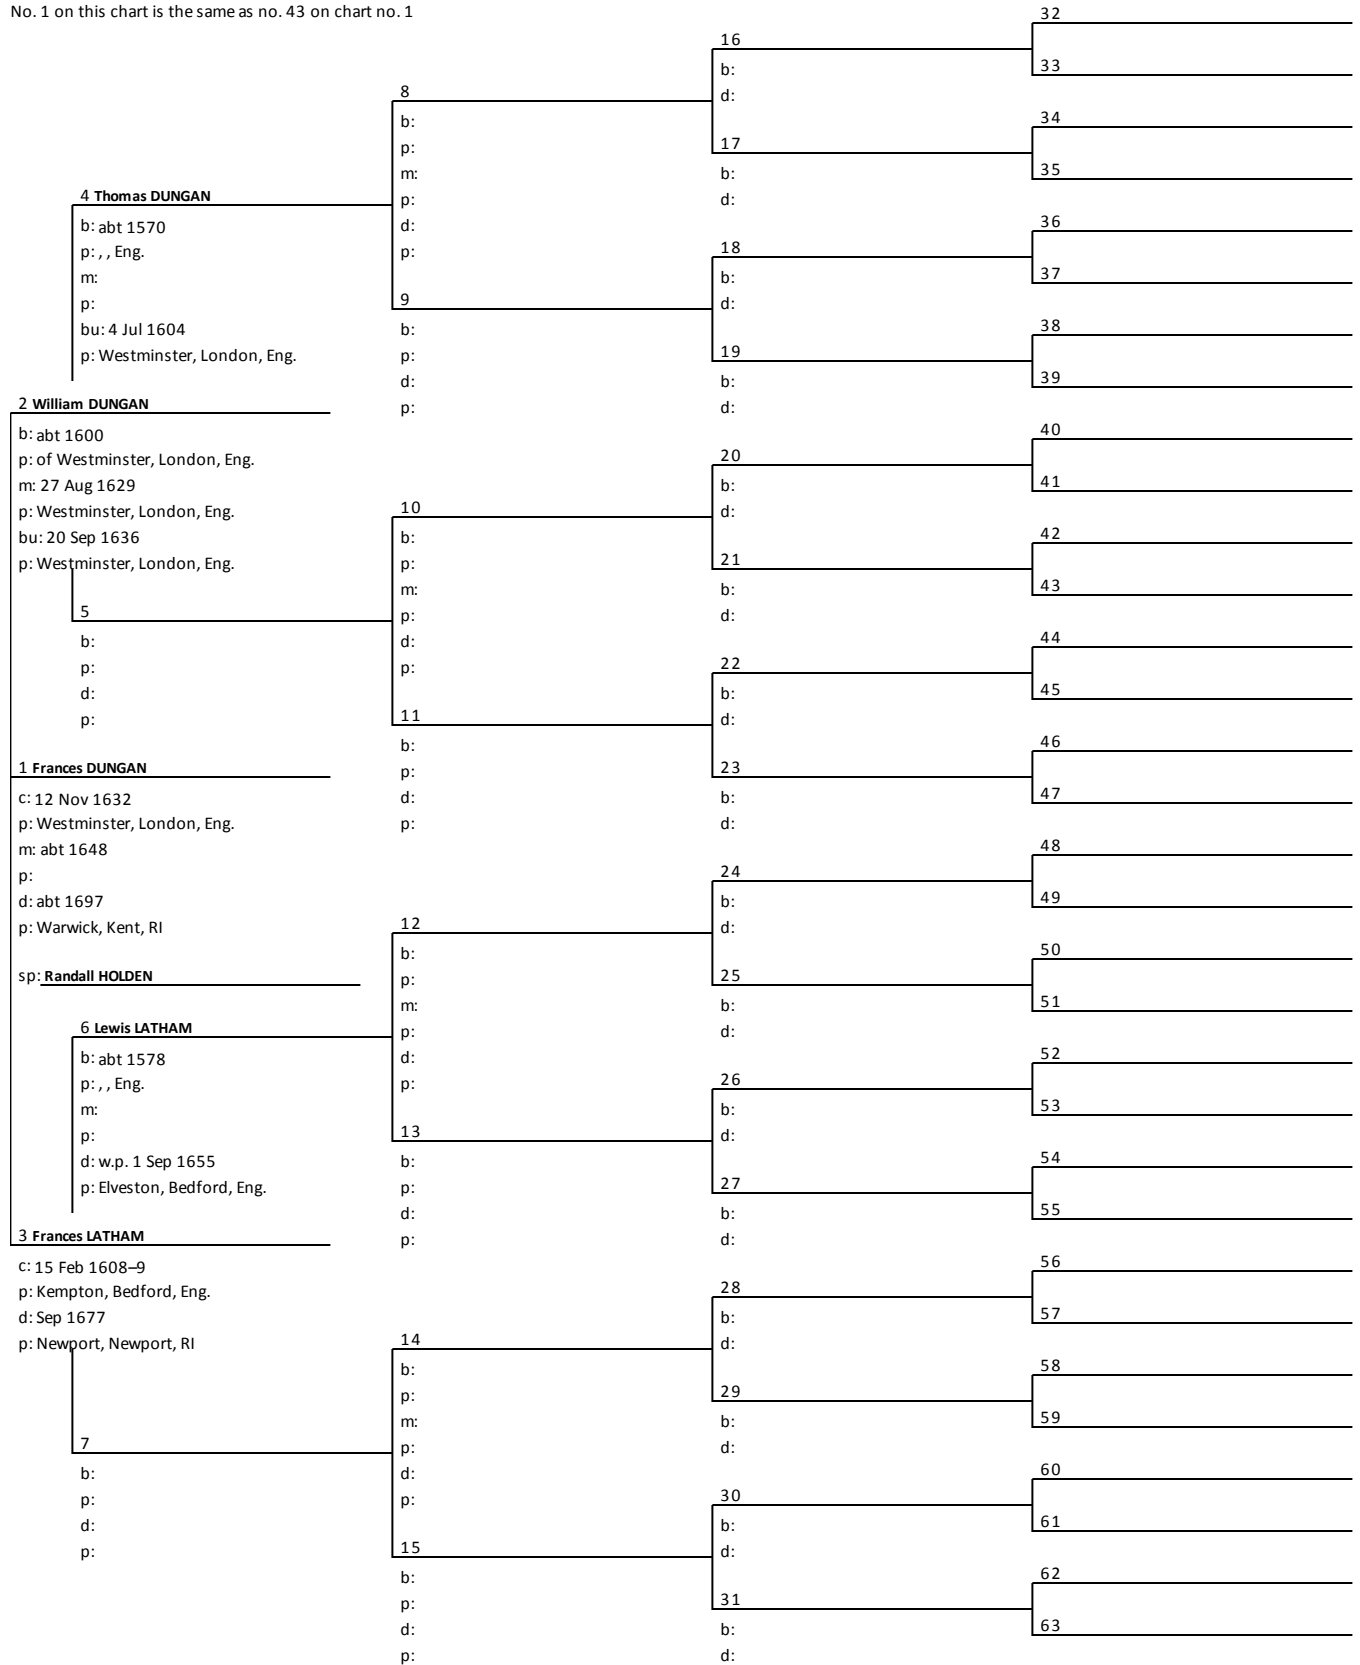 No. 1 on this chart is the same as no. 43 on chart no. 1
4 Thomas DUNGAN
b: abt 1570
p: , , Eng.
m:
p:
bu: 4 Jul 1604
p: Westminster, London, Eng.
2 William DUNGAN
b: abt 1600
p: of Westminster, London, Eng.
m: 27 Aug 1629
p: Westminster, London, Eng.
bu: 20 Sep 1636
p: Westminster, London, Eng.
5
b:
p:
d:
p:
1 Frances DUNGAN
c: 12 Nov 1632
p: Westminster, London, Eng.
m: abt 1648
p:
d: abt 1697
p: Warwick, Kent, RI
sp: Randall HOLDEN
6 Lewis LATHAM
b: abt 1578
p: , , Eng.
m:
p:
d: w.p. 1 Sep 1655
p: Elveston, Bedford, Eng.
3 Frances LATHAM
c: 15 Feb 1608–9
p: Kempton, Bedford, Eng.
d: Sep 1677
p: Newport, Newport, RI
7
b:
p:
d:
p:
8
b:
p:
m:
p:
d:
p:
9
b:
p:
d:
p:
10
b:
p:
m:
p:
d:
p:
11
b:
p:
d:
p:
12
b:
p:
m:
p:
d:
p:
13
b:
p:
d:
p:
14
b:
p:
m:
p:
d:
p:
15
b:
p:
d:
p:
16
b:
d:
17
b:
d:
18
b:
d:
19
b:
d:
20
b:
d:
21
b:
d:
22
b:
d:
23
b:
d:
24
b:
d:
25
b:
d:
26
b:
d:
27
b:
d:
28
b:
d:
29
b:
d:
30
b:
d:
31
b:
d:
32
33
34
35
36
37
38
39
40
41
42
43
44
45
46
47
48
49
50
51
52
53
54
55
56
57
58
59
60
61
62
63